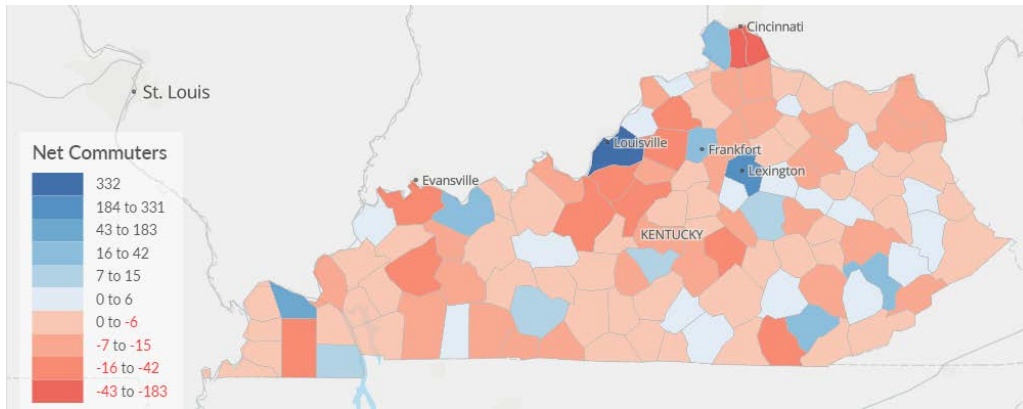 Cincinnati
St. Louis
Louisville
Frankfort
Lexington
Evansville
KENTUCKY
Net Commuters
332
184 to 331
43 to 183
16 to 42
7 to 15
0 to 6
0 to -6
-7 to -15
-16 to -42
-43 to -183